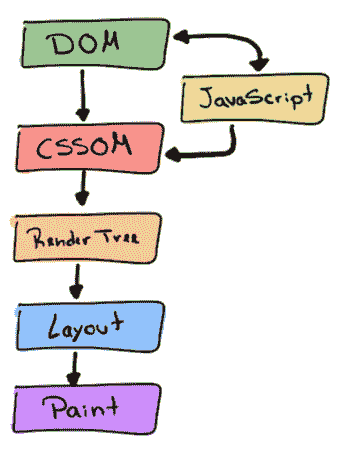 DOM
JavaScript
CSSOM
Render Tree
Layout
Paint